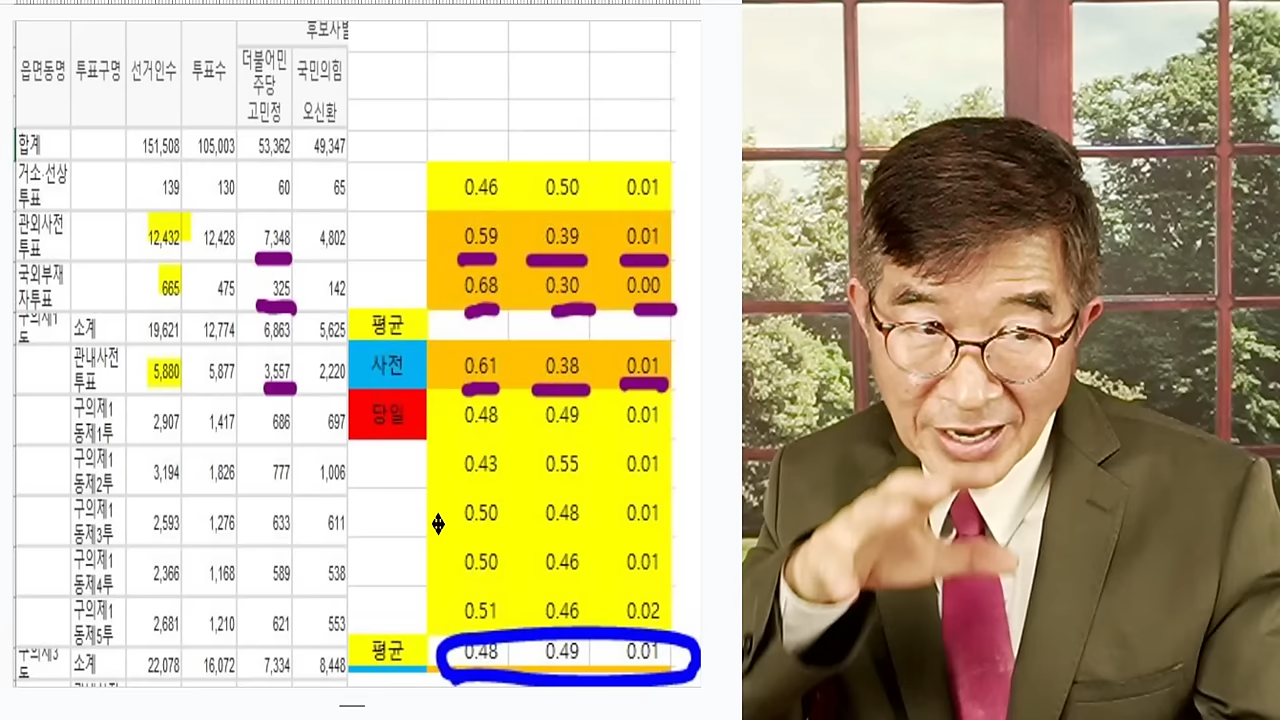 후보자별
읍면동명 투표구명 선거인수 투표수 더불어민주당 고민정 국민의힘 오신환
합계 151,508 105,003 53,362 49,347
거소·선상투표 139 130 60 65 0.46 0.50 0.01
관외사전투표 12,432 12,428 7,348 4,802 0.59 0.39 0.01
국외부재자투표 665 475 325 142 0.68 0.30 0.00
구의제1도 소계 19,621 12,774 6,863 5,625 평균
관내사전투표 5,880 5,877 3,557 2,220 사전 0.61 0.38 0.01
구의제1동제1투 2,907 1,417 686 697 당일 0.48 0.49 0.01
구의제1동제2투 3,194 1,826 777 1,006 0.43 0.55 0.01
구의제1동제3투 2,593 1,276 633 611 0.50 0.48 0.01
구의제1동제4투 2,366 1,168 589 538 0.50 0.46 0.01
구의제1동제5투 2,681 1,210 621 553 0.51 0.46 0.02
구의제3도 소계 22,078 16,072 7,334 8,448 평균 0.48 0.49 0.01